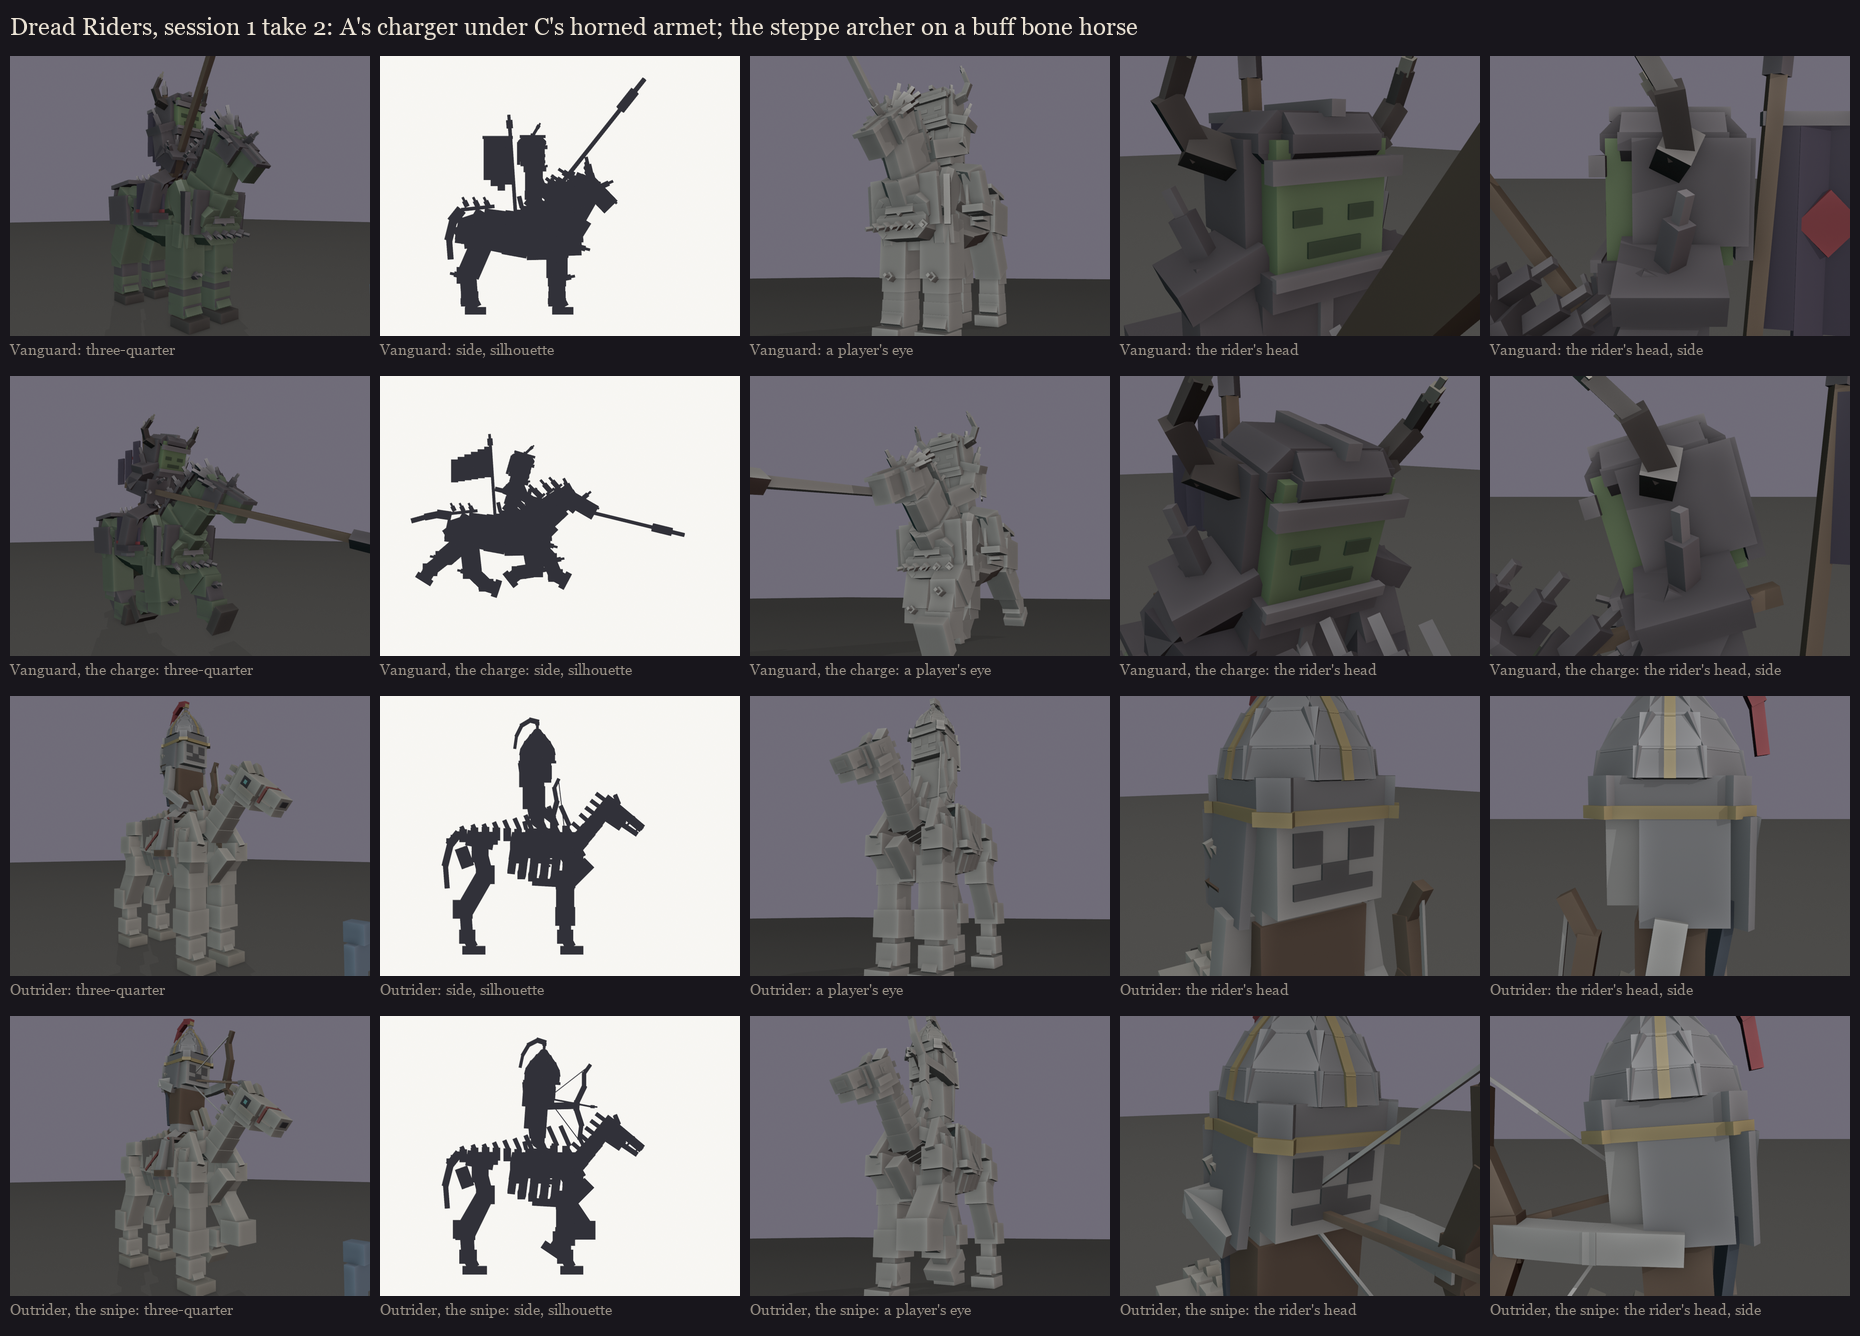 Dread Riders, session 1 take 2: A's charger under C's horned armet; the steppe archer on a buff bone horse
Vanguard: three-quarter
Vanguard: side, silhouette
Vanguard: a player's eye
Vanguard: the rider's head
Vanguard: the rider's head, side
Vanguard, the charge: three-quarter
Vanguard, the charge: side, silhouette
Vanguard, the charge: a player's eye
Vanguard, the charge: the rider's head
Vanguard, the charge: the rider's head, side
Outrider: three-quarter
Outrider: side, silhouette
Outrider: a player's eye
Outrider: the rider's head
Outrider: the rider's head, side
Outrider, the snipe: three-quarter
Outrider, the snipe: side, silhouette
Outrider, the snipe: a player's eye
Outrider, the snipe: the rider's head
Outrider, the snipe: the rider's head, side